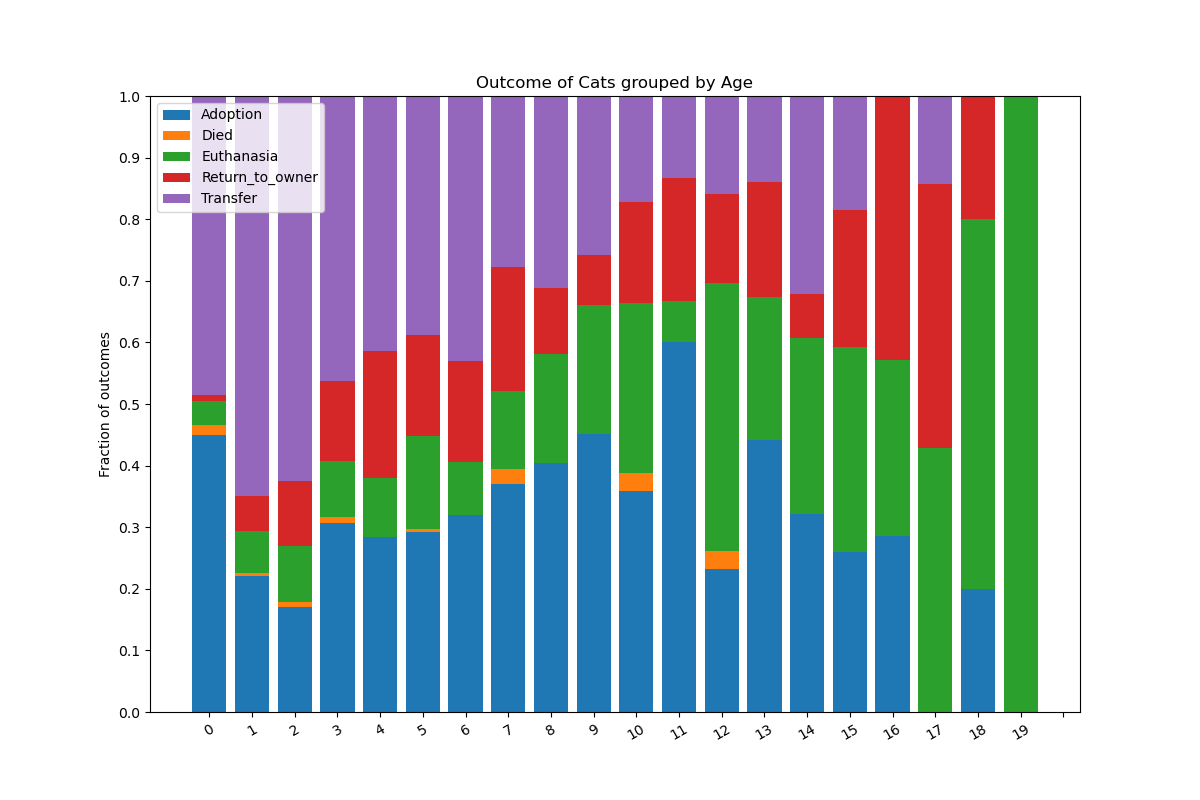 Outcome of Cats grouped by Age
Adoption
Died
Euthanasia
Return_to_owner
Transfer
Fraction of outcomes
1.0
0.9
0.8
0.7
0.6
0.5
0.4
0.3
0.2
0.1
0.0
0 1 2 3 4 5 6 7 8 9 10 11 12 13 14 15 16 17 18 19